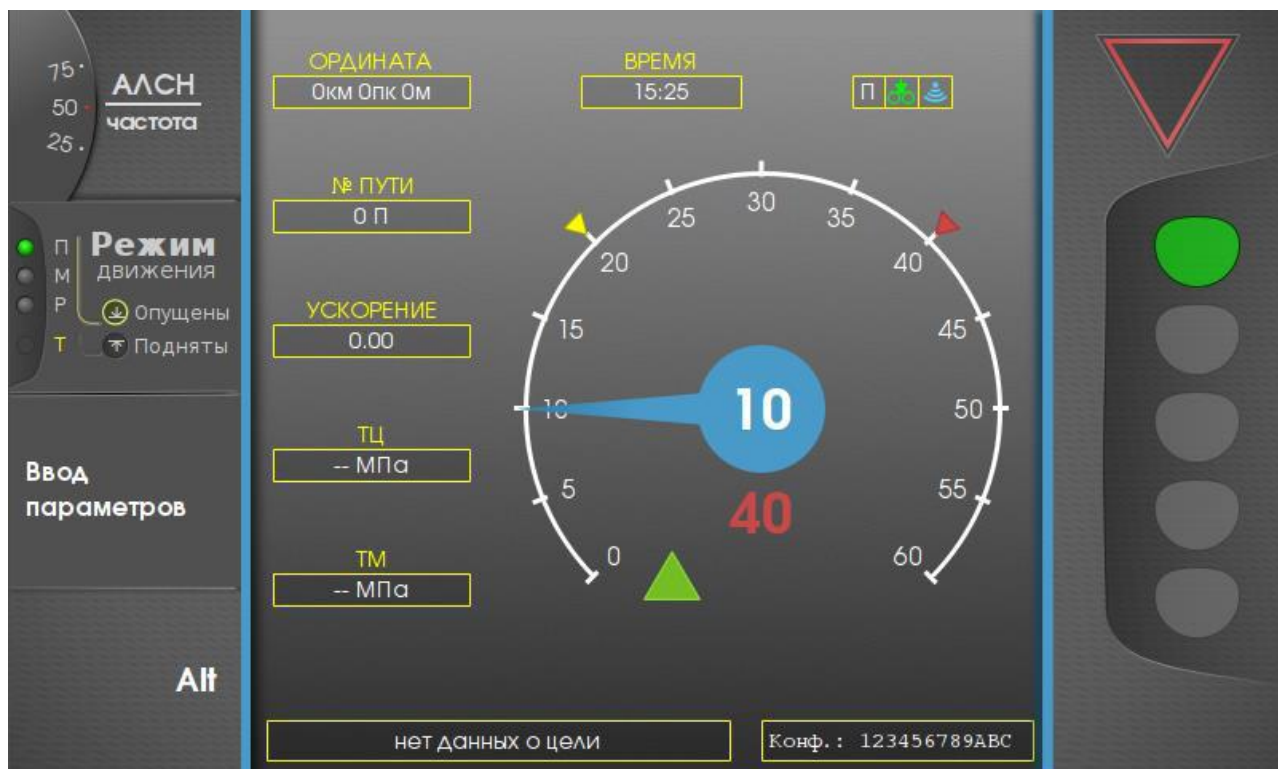 75
50
25
АЛСН
частота
П
М
Р
Т
Режим
движения
Опущены
Подняты
Ввод
параметров
Alt
ОРДИНАТА
0км 0пк 0м
ВРЕМЯ
15:25
П
№ ПУТИ
0 П
УСКОРЕНИЕ
0.00
ТЦ
-- МПа
ТМ
-- МПа
0
5
10
15
20
25
30
35
40
45
50
55
60
10
40
нет данных о цели
Конф.: 123456789ABC